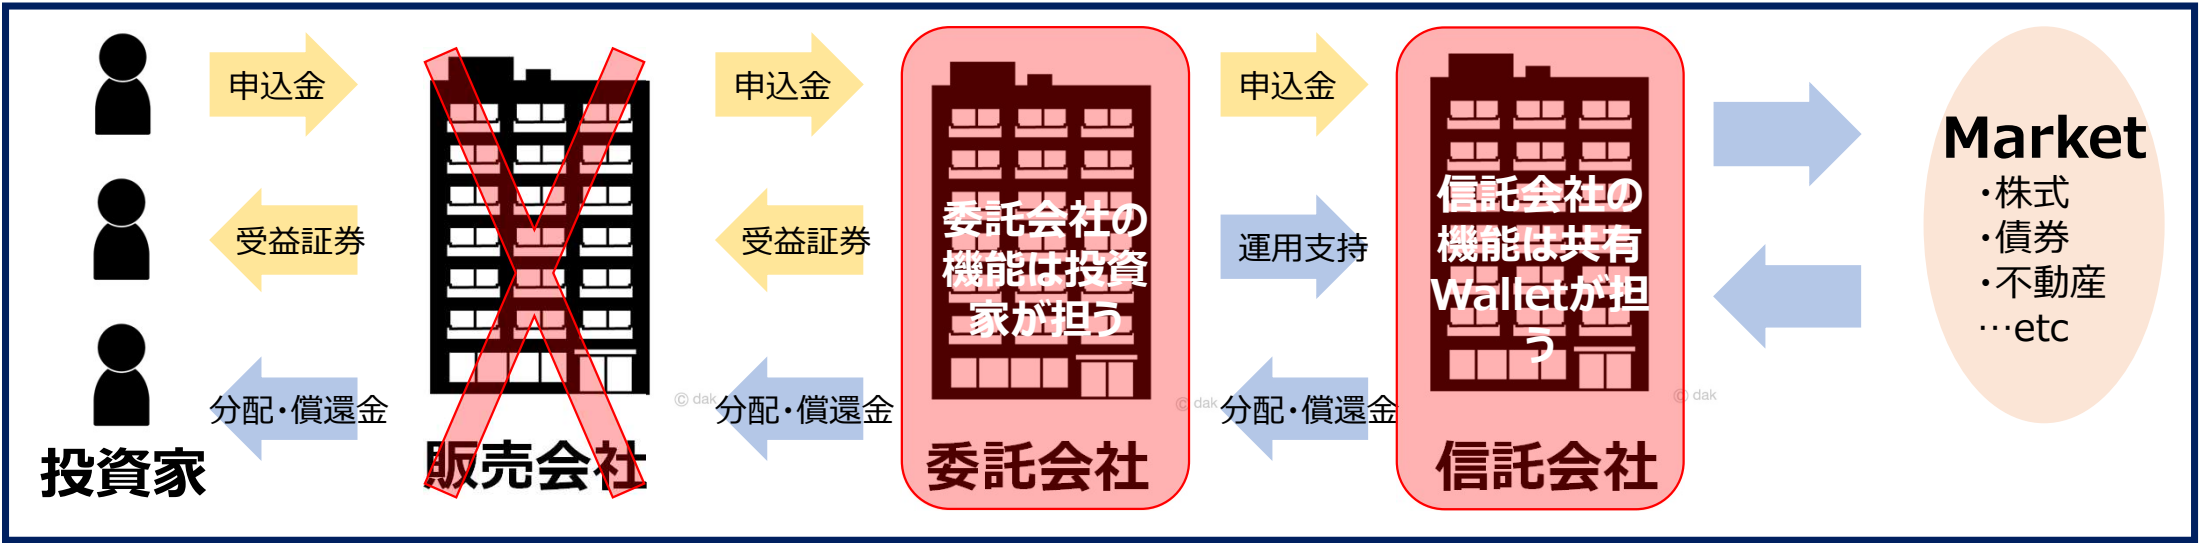 申込金
受益証券
分配・償還金
投資家
販売会社
申込金
受益証券
分配・償還金
© dak
委託会社の
機能は投資
家が担う
委託会社
© dak
申込金
運用支持
分配・償還金
信託会社の
機能は共有
Walletが担
う
信託会社
© dak
Market
・株式
・債券
・不動産
…etc